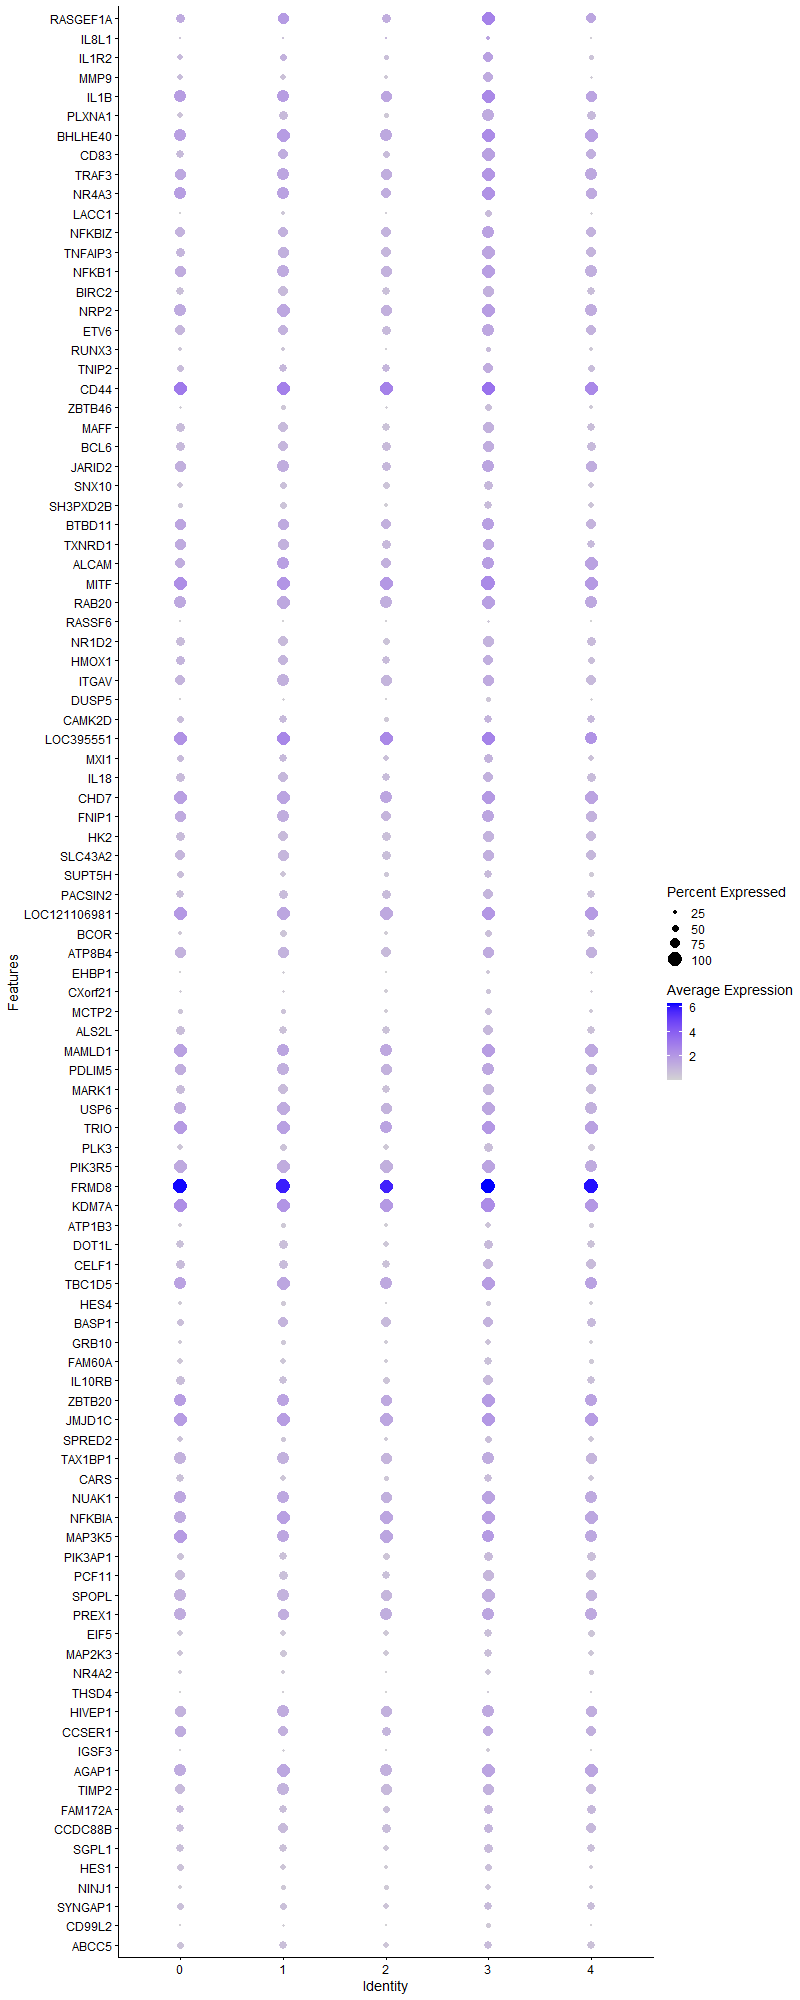 RASGEF1A
IL8L1
IL1R2
MMP9
IL1B
PLXNA1
BHLHE40
CD83
TRAF3
NR4A3
LACC1
NFKBIZ
TNFAIP3
NFKB1
BIRC2
NRP2
ETV6
RUNX3
TNIP2
CD44
ZBTB46
MAFF
BCL6
JARID2
SNX10
SH3PXD2B
BTBD11
TXNRD1
ALCAM
MITF
RAB20
RASSF6
NR1D2
HMOX1
ITGAV
DUSP5
CAMK2D
LOC395551
MXI1
IL18
CHD7
FNIP1
HK2
SLC43A2
SUPT5H
PACSIN2
LOC121106981
BCOR
ATP8B4
EHBP1
CXorf21
MCTP2
ALS2L
MAMLD1
PDLIM5
MARK1
USP6
TRIO
PLK3
PIK3R5
FRMD8
KDM7A
ATP1B3
DOT1L
CELF1
TBC1D5
HES4
BASP1
GRB10
FAM60A
IL10RB
ZBTB20
JMJD1C
SPRED2
TAX1BP1
CARS
NUAK1
NFKBIA
MAP3K5
PIK3AP1
PCF11
SPOPL
PREX1
EIF5
MAP2K3
NR4A2
THSD4
HIVEP1
CCSER1
IGSF3
AGAP1
TIMP2
FAM172A
CCDC88B
SGPL1
HES1
NINJ1
SYNGAP1
CD99L2
ABCC5
Features
0 1 2 3 4
Identity
Percent Expressed
25
50
75
100
Average Expression
6
4
2